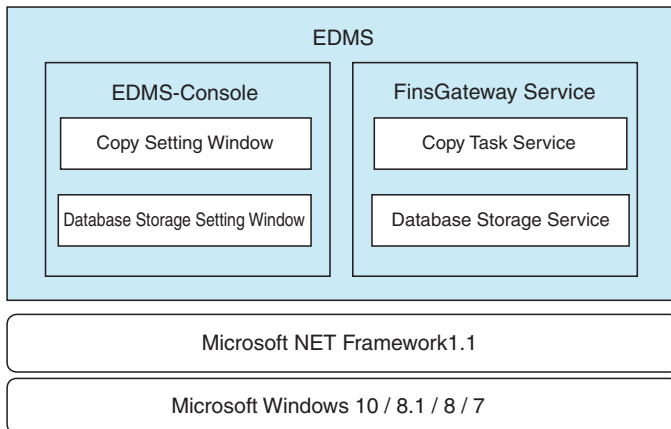 EDMS
EDMS-Console
Copy Setting Window
Database Storage Setting Window
FinsGateway Service
Copy Task Service
Database Storage Service
Microsoft NET Framework1.1
Microsoft Windows 10 / 8.1 / 8 / 7